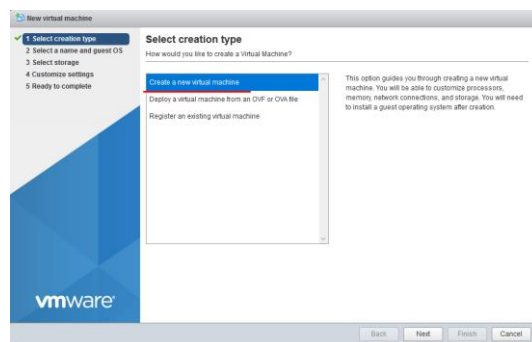 New virtual machine
1 Select creation type
2 Select a name and guest OS
3 Select storage
4 Customize settings
5 Ready to complete
Select creation type
How would you like to create a Virtual Machine?
Create a new virtual machine
Deploy a virtual machine from an OVF or OVA file
Register an existing virtual machine
This option guides you through creating a new virtual
machine. You will be able to customize processors,
memory, network connections, and storage. You will need
to install a guest operating system after creation.
vmware
Back Next Finish Cancel